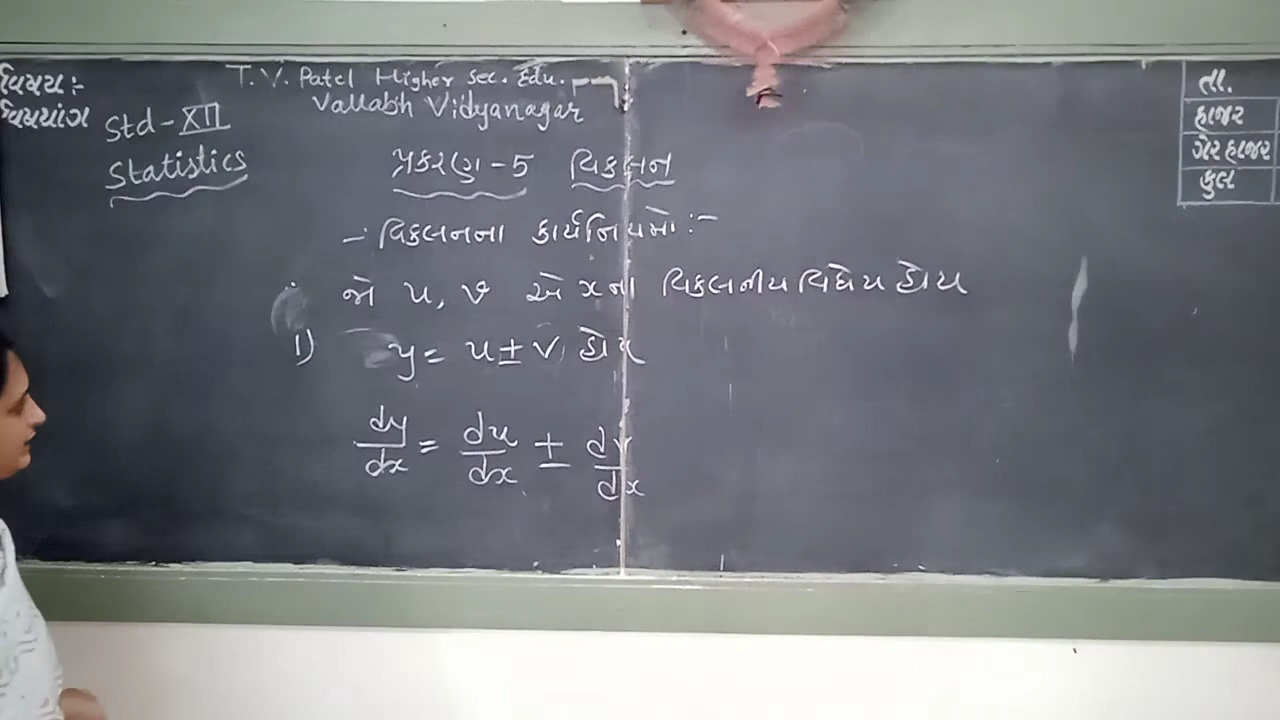 વિષય:-
વિષયાંગ
T. V. Patel Higher Sec. Edu.
Vallabh Vidyanagar
Std - XII
Statistics
પ્રકરણ - 5 વિકલન
-: વિકલનના કાર્યનિયમો :-
જો u, v એ x ના વિકલનીય વિધેય હોય
1) y = u ± v હોય
dy/dx = du/dx ± dv/dx
તા.
હાજર
ગેરહાજર
કુલ